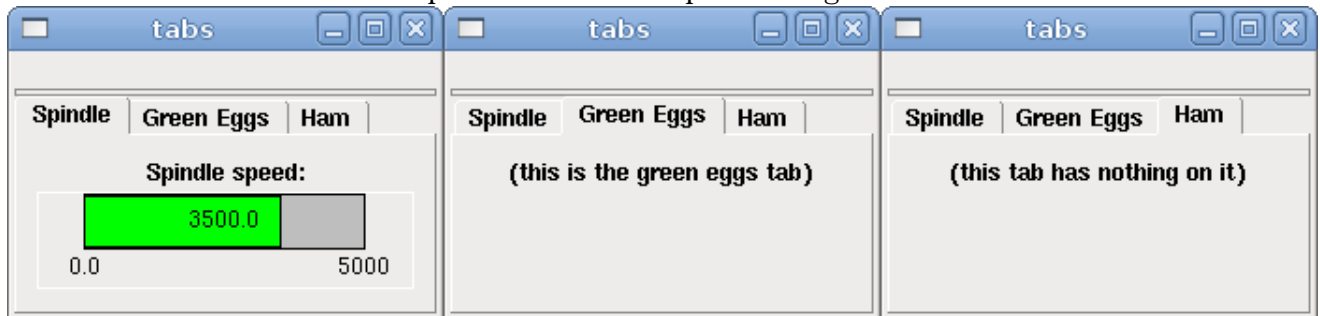 tabs
Spindle Green Eggs Ham
Spindle speed:
3500.0
0.0 5000
tabs
Spindle Green Eggs Ham
(this is the green eggs tab)
tabs
Spindle Green Eggs Ham
(this tab has nothing on it)